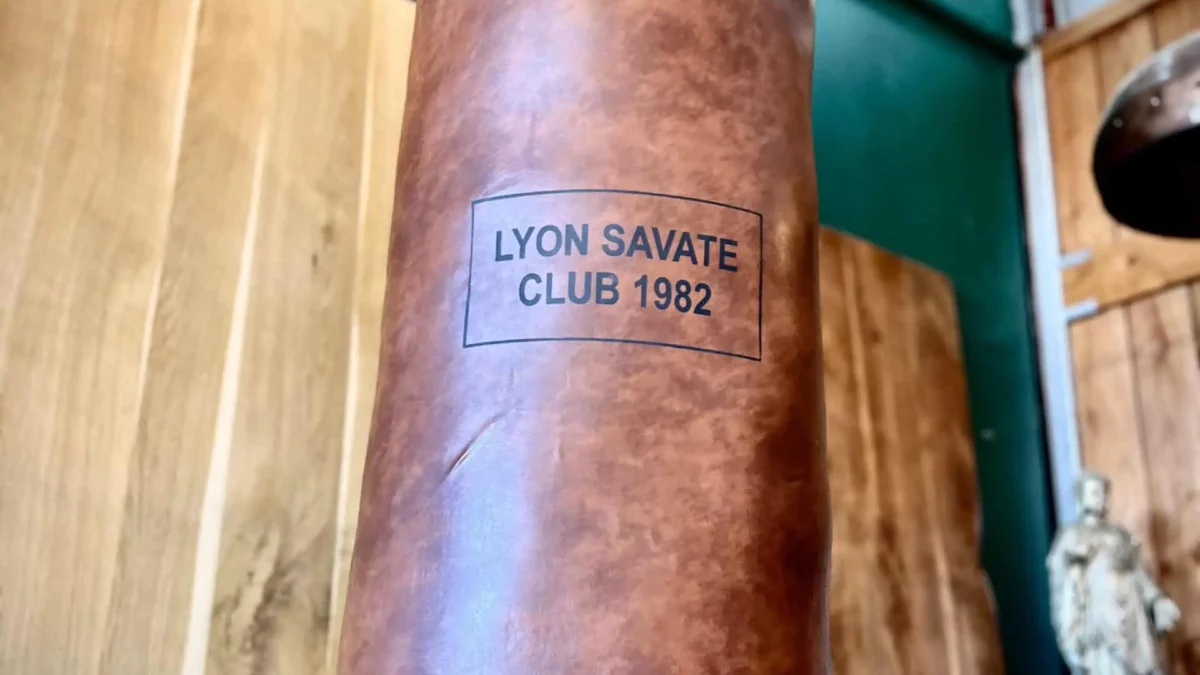 LYON SAVATE
CLUB 1982